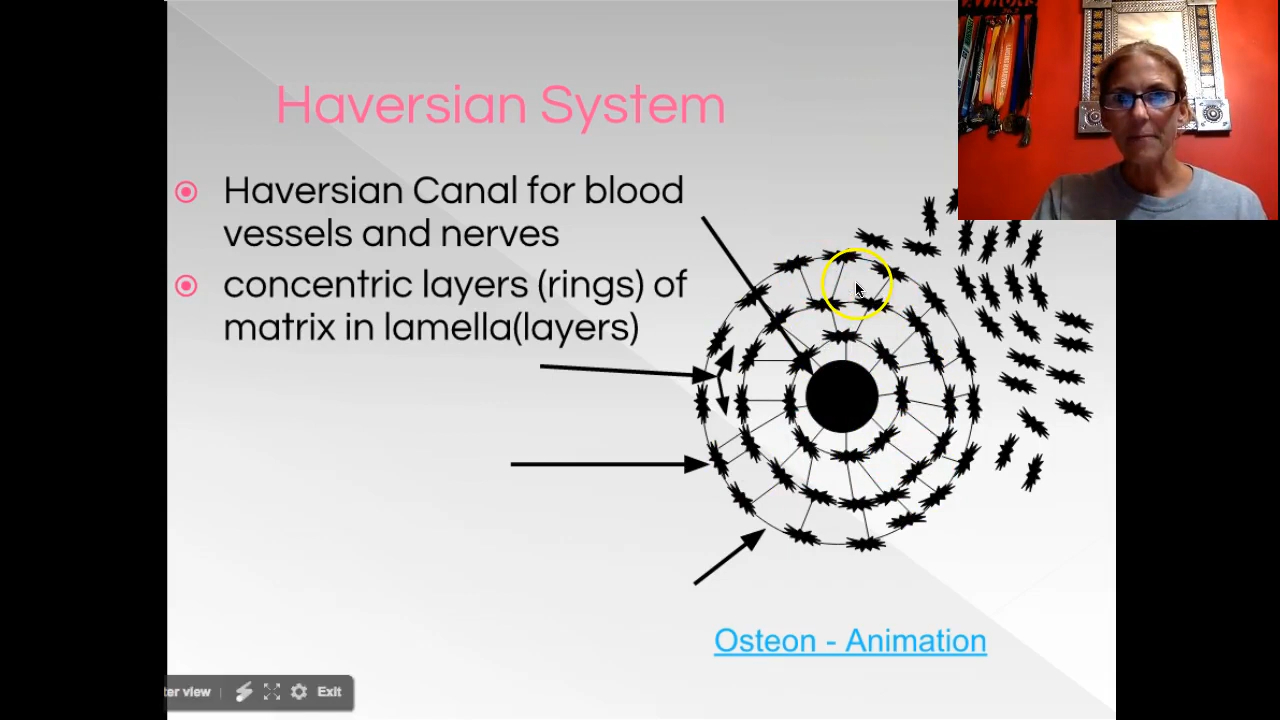 Haversian System
Haversian Canal for blood
vessels and nerves
concentric layers (rings) of
matrix in lamella(layers)
Osteon - Animation
ter view
Exit